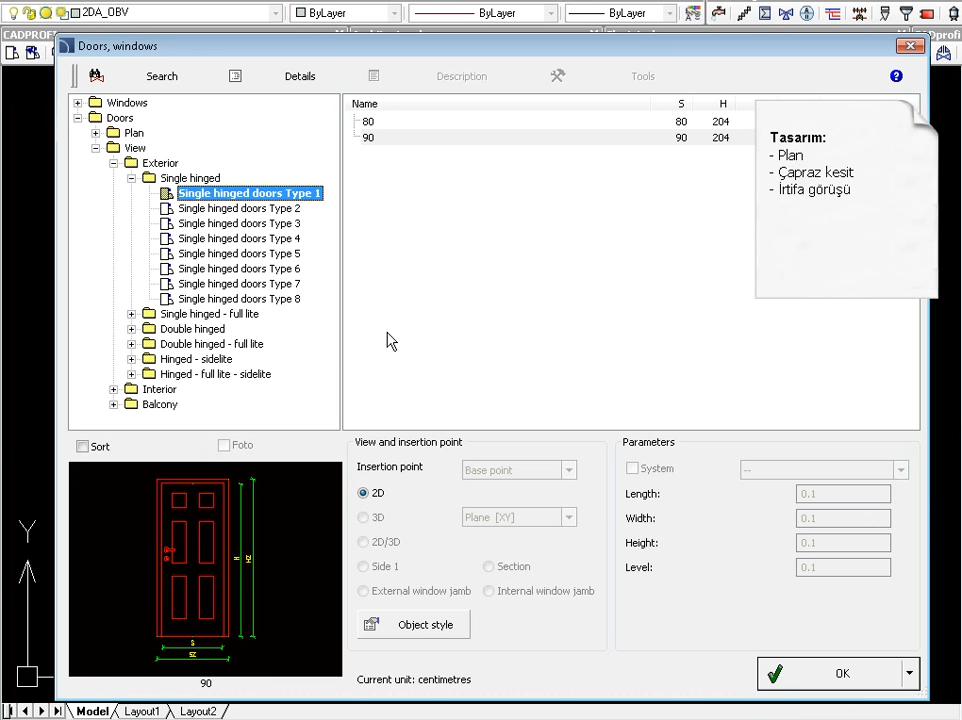 2DA_OBV
ByLayer
ByLayer
ByLayer
Doors, windows
Search
Details
Description
Tools
Windows
Doors
Plan
View
Exterior
Single hinged
Single hinged doors Type 1
Single hinged doors Type 2
Single hinged doors Type 3
Single hinged doors Type 4
Single hinged doors Type 5
Single hinged doors Type 6
Single hinged doors Type 7
Single hinged doors Type 8
Single hinged - full lite
Double hinged
Double hinged - full lite
Hinged - sidelite
Hinged - full lite - sidelite
Interior
Balcony
Name S H
80 80 204
90 90 204
Tasarım:
- Plan
- Çapraz kesit
- İrtifa görüşü
Sort
Foto
H
ZH
S
SZ
90
View and insertion point
Insertion point
Base point
2D
3D
Plane [XY]
2D/3D
Side 1
Section
External window jamb
Internal window jamb
Object style
Current unit: centimetres
Parameters
System
--
Length: 0.1
Width: 0.1
Height: 0.1
Level: 0.1
OK
Y
Model
Layout1
Layout2